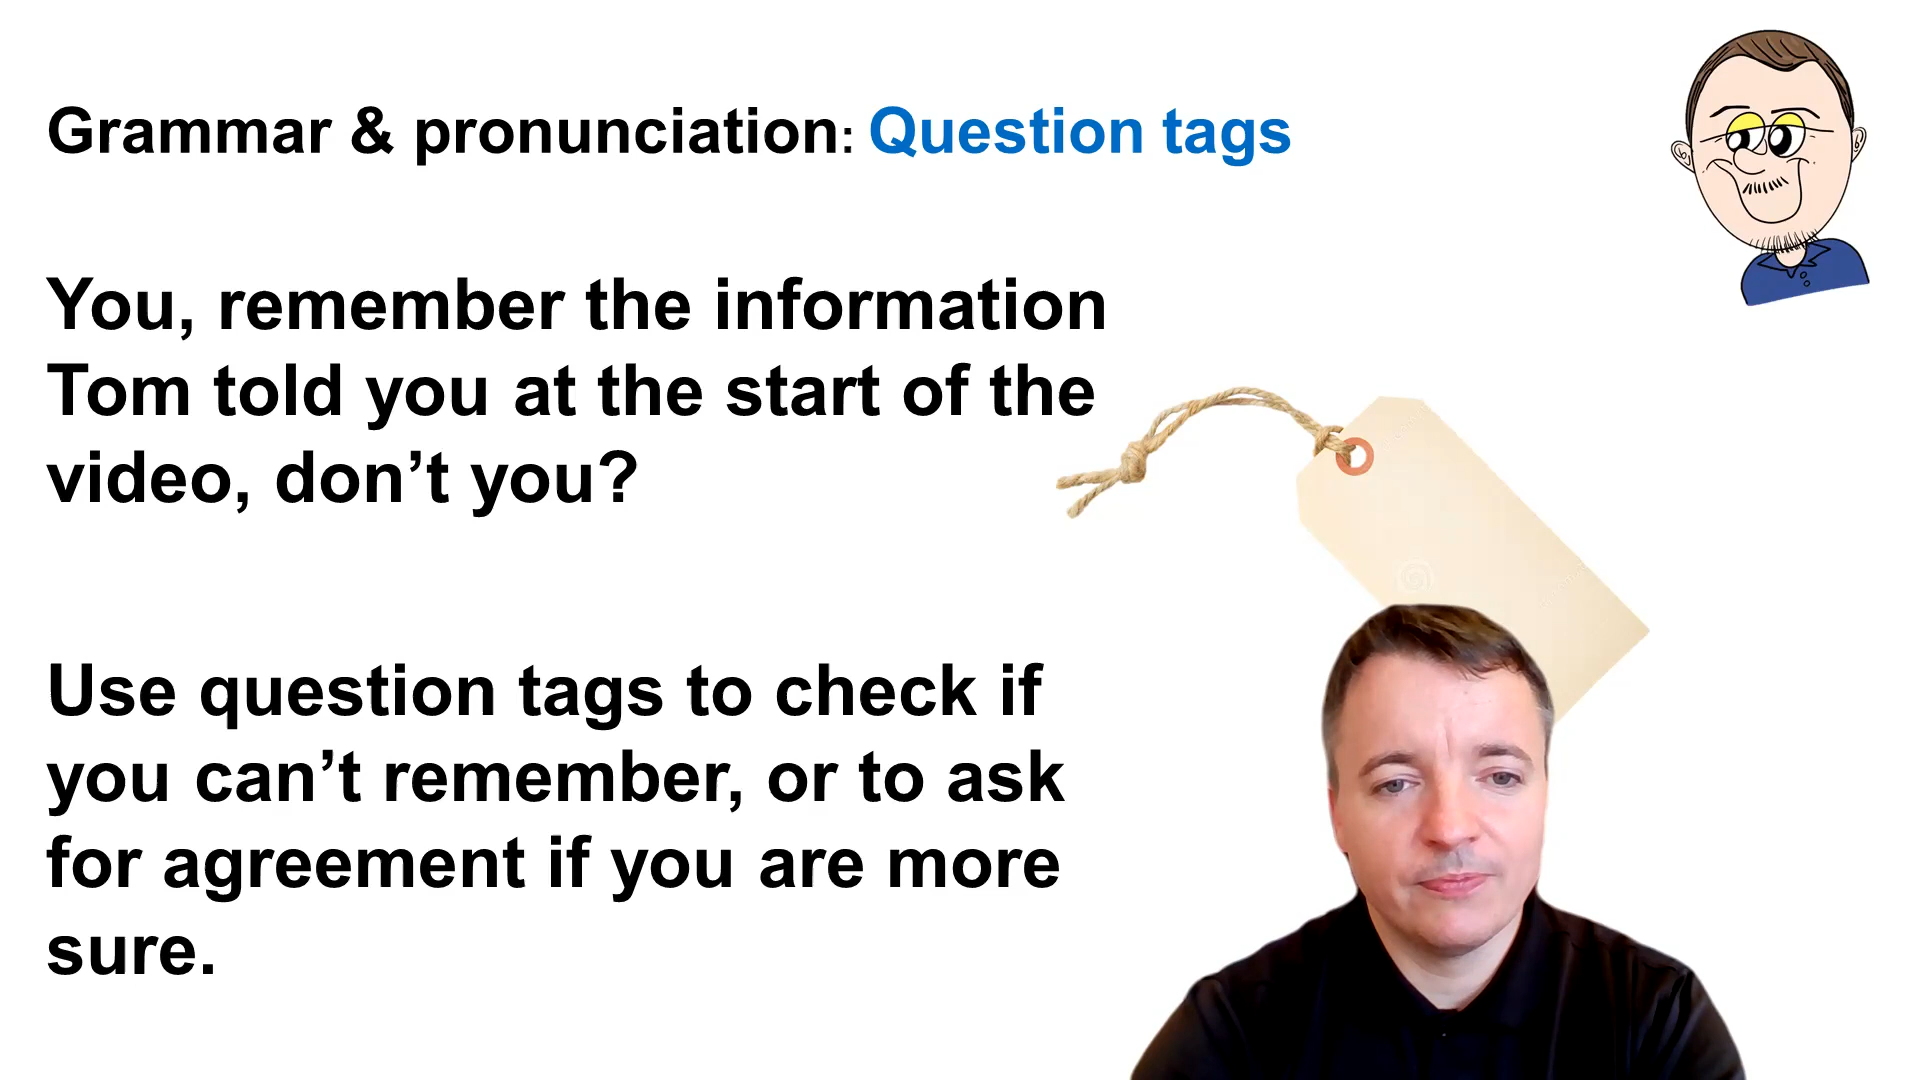 Grammar & pronunciation: Question tags
You, remember the information
Tom told you at the start of the
video, don’t you?
Use question tags to check if
you can’t remember, or to ask
for agreement if you are more
sure.